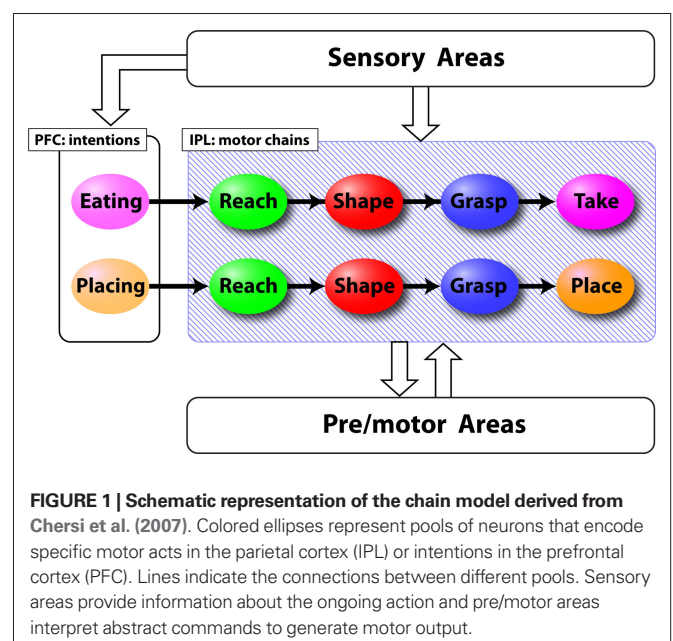 Sensory Areas
PFC: intentions
IPL: motor chains
Eating
Reach
Shape
Grasp
Take
Placing
Reach
Shape
Grasp
Place
Pre/motor Areas
FIGURE 1 | Schematic representation of the chain model derived from
Chersi et al. (2007). Colored ellipses represent pools of neurons that encode
specific motor acts in the parietal cortex (IPL) or intentions in the prefrontal
cortex (PFC). Lines indicate the connections between different pools. Sensory
areas provide information about the ongoing action and pre/motor areas
interpret abstract commands to generate motor output.